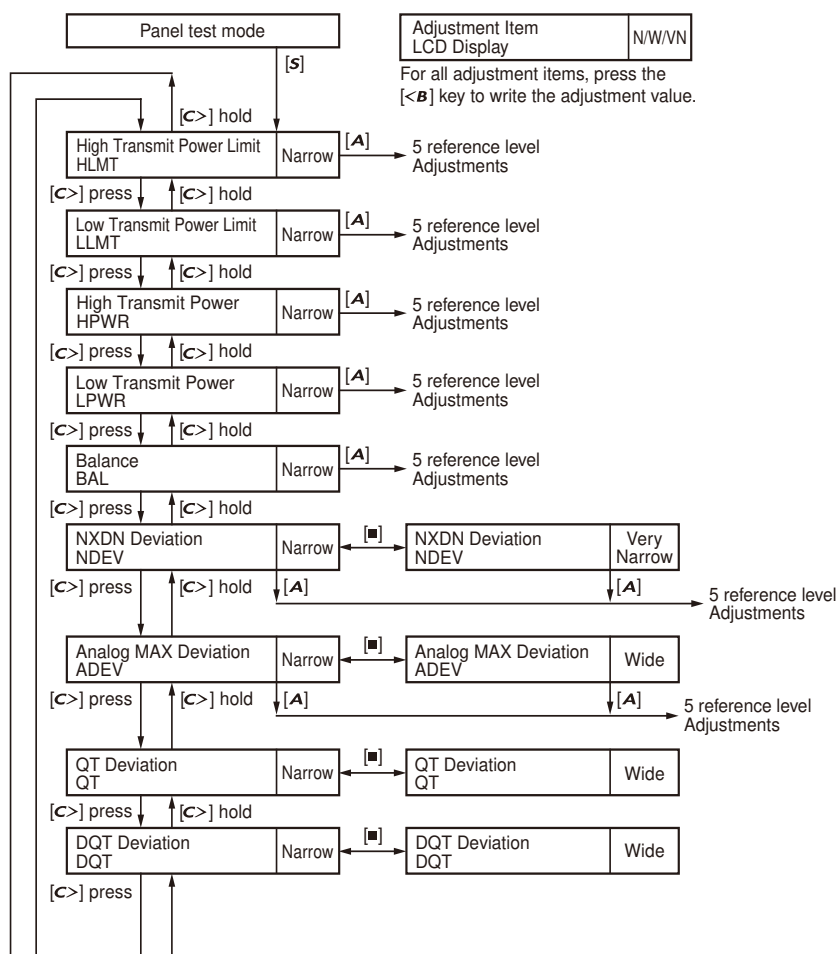 Panel test mode
Adjustment Item
LCD Display
N/W/VN
For all adjustment items, press the
[<B] key to write the adjustment value.
[S]
[C>] hold
High Transmit Power Limit
HLMT
Narrow
[A]
5 reference level
Adjustments
[C>] press
[C>] hold
Low Transmit Power Limit
LLMT
Narrow
[A]
5 reference level
Adjustments
[C>] press
[C>] hold
High Transmit Power
HPWR
Narrow
[A]
5 reference level
Adjustments
[C>] press
[C>] hold
Low Transmit Power
LPWR
Narrow
[A]
5 reference level
Adjustments
[C>] press
[C>] hold
Balance
BAL
Narrow
[A]
5 reference level
Adjustments
[C>] press
[C>] hold
NXDN Deviation
NDEV
Narrow
[■]
NXDN Deviation
NDEV
Very
Narrow
[C>] press
[C>] hold
[A]
[A]
5 reference level
Adjustments
Analog MAX Deviation
ADEV
Narrow
[■]
Analog MAX Deviation
ADEV
Wide
[C>] press
[C>] hold
[A]
[A]
5 reference level
Adjustments
QT Deviation
QT
Narrow
[■]
QT Deviation
QT
Wide
[C>] press
[C>] hold
DQT Deviation
DQT
Narrow
[■]
DQT Deviation
DQT
Wide
[C>] press